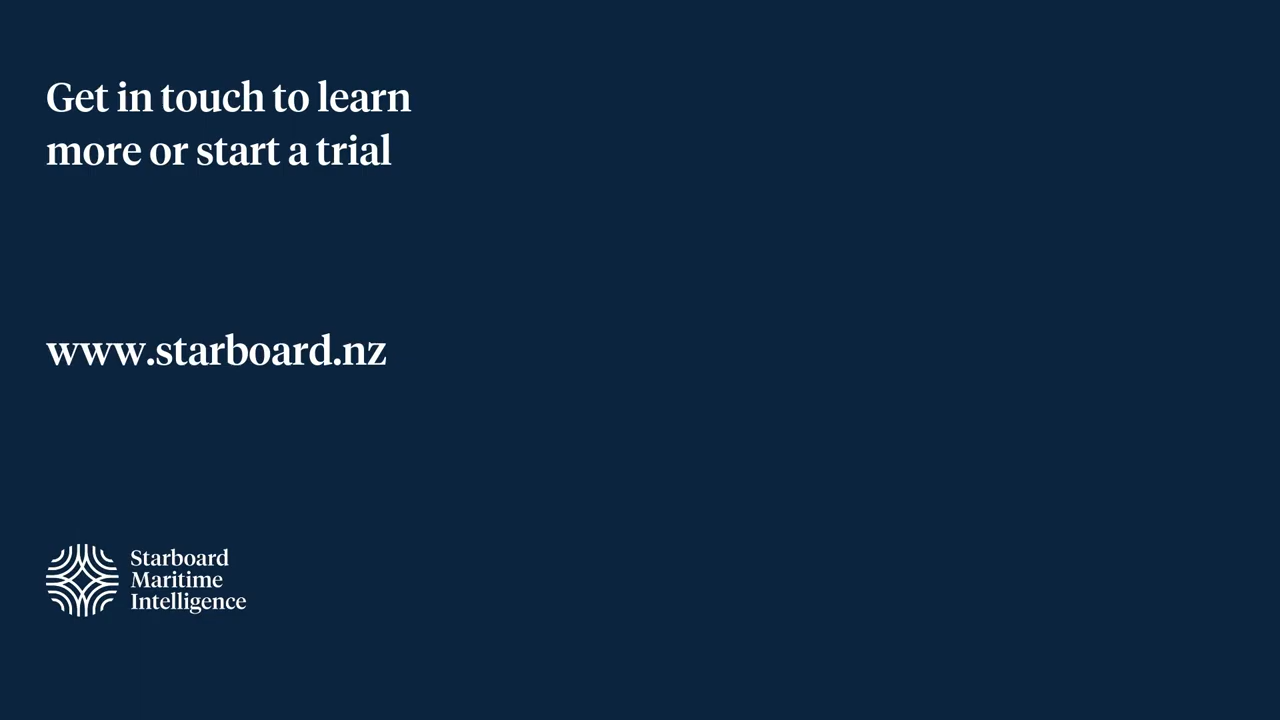 Get in touch to learn
more or start a trial
www.starboard.nz
Starboard
Maritime
Intelligence